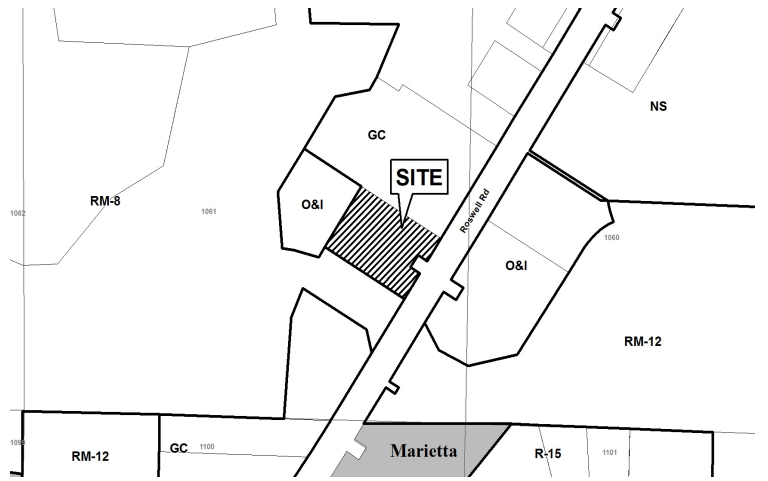 NS
GC
SITE
RM-8
1062
1061
O&I
Roswell Rd
1060
O&I
RM-12
GC
1100
RM-12
Marietta
R-15
1101